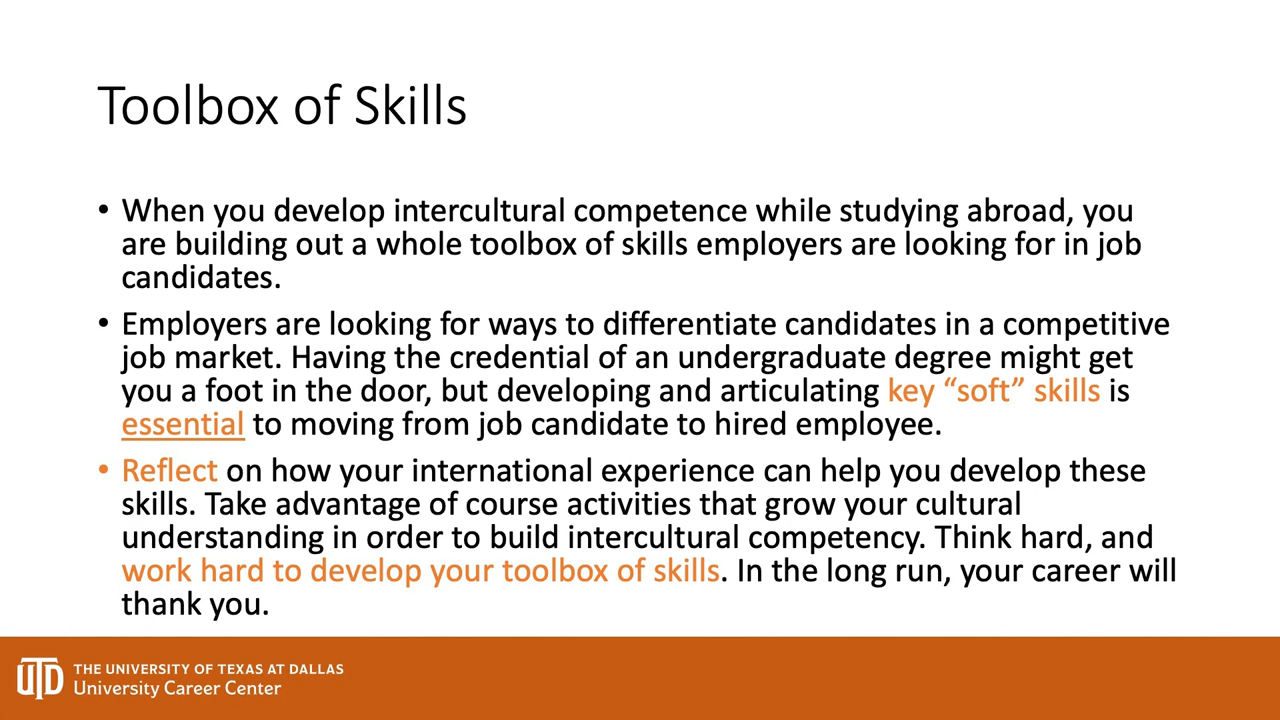 Toolbox of Skills
• When you develop intercultural competence while studying abroad, you
are building out a whole toolbox of skills employers are looking for in job
candidates.
• Employers are looking for ways to differentiate candidates in a competitive
job market. Having the credential of an undergraduate degree might get
you a foot in the door, but developing and articulating key “soft” skills is
essential to moving from job candidate to hired employee.
• Reflect on how your international experience can help you develop these
skills. Take advantage of course activities that grow your cultural
understanding in order to build intercultural competency. Think hard, and
work hard to develop your toolbox of skills. In the long run, your career will
thank you.
UTD
THE UNIVERSITY OF TEXAS AT DALLAS
University Career Center